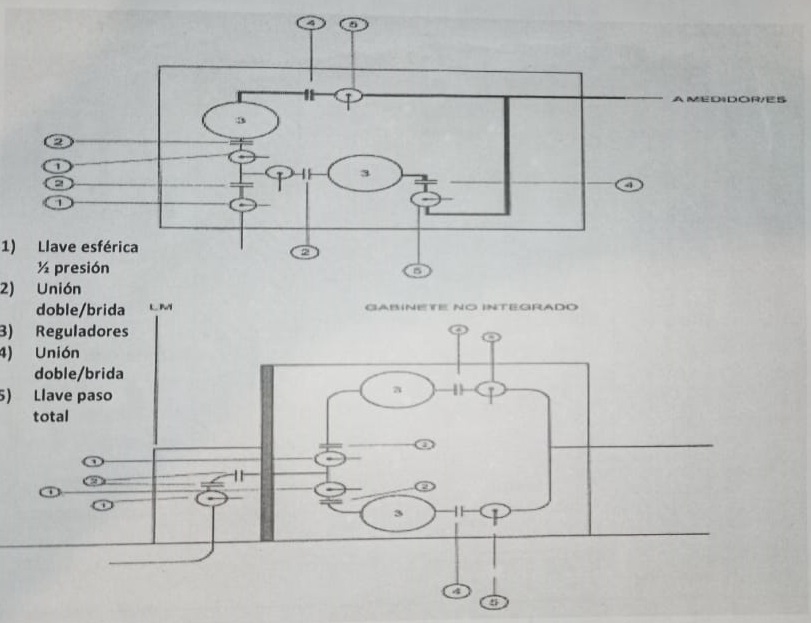 4
5
A MEDIDOR/ES
3
2
1
2
1
3
4
2
5
1) Llave esférica
½ presión
2) Unión
doble/brida
3) Reguladores
4) Unión
doble/brida
5) Llave paso
total
LM
GABINETE NO INTEGRADO
4
3
2
1
2
1
1
2
3
4
5